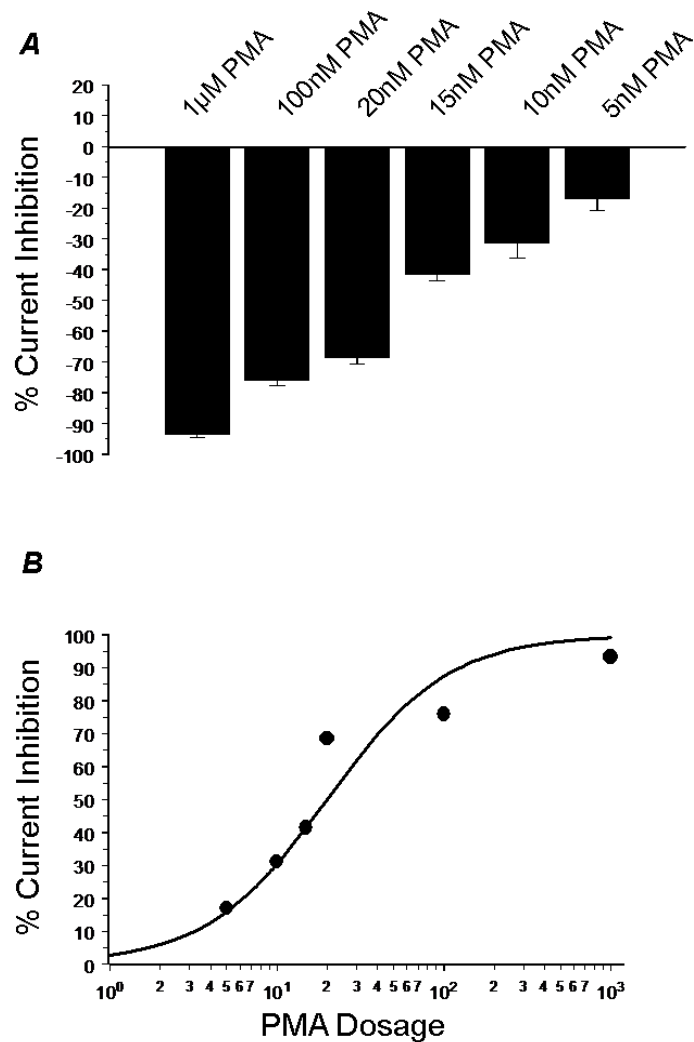 A
1µM PMA
100nM PMA
20nM PMA
15nM PMA
10nM PMA
5nM PMA
% Current Inhibition
20
10
0
-10
-20
-30
-40
-50
-60
-70
-80
-90
-100
B
% Current Inhibition
100
90
80
70
60
50
40
30
20
10
0
10⁰ 2 3 4 5 6 7 10¹ 2 3 4 5 6 7 10² 2 3 4 5 6 7 10³
PMA Dosage